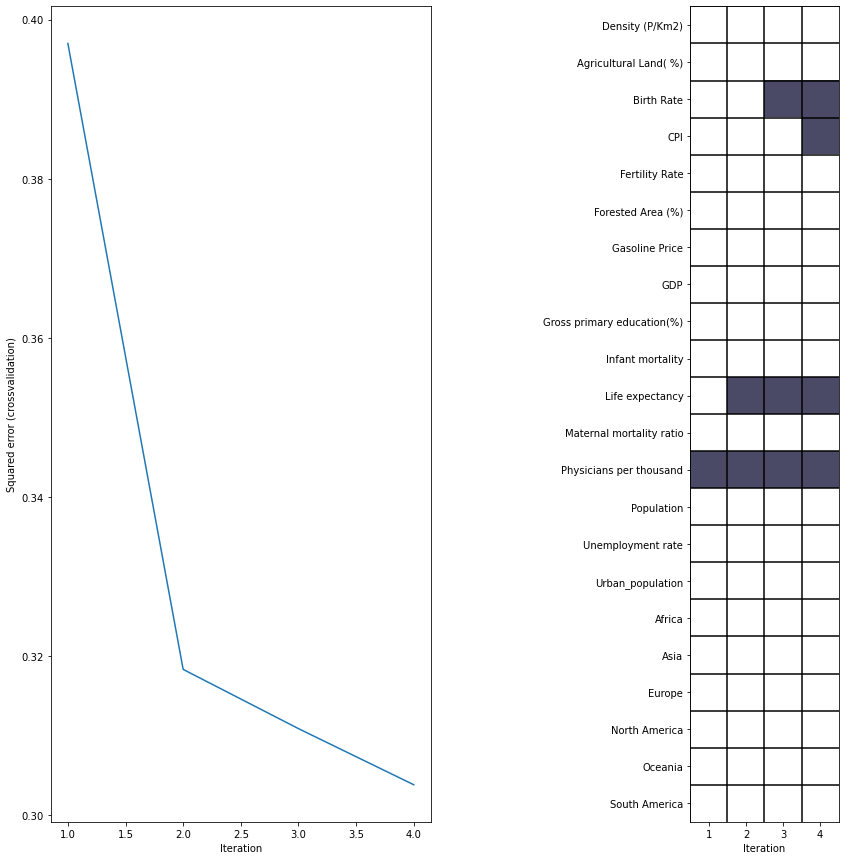 0.40
0.38
0.36
0.34
0.32
0.30
Squared error (crossvalidation)
1.0 1.5 2.0 2.5 3.0 3.5 4.0
Iteration
Density (P/Km2)
Agricultural Land( %)
Birth Rate
CPI
Fertility Rate
Forested Area (%)
Gasoline Price
GDP
Gross primary education(%)
Infant mortality
Life expectancy
Maternal mortality ratio
Physicians per thousand
Population
Unemployment rate
Urban_population
Africa
Asia
Europe
North America
Oceania
South America
1 2 3 4
Iteration